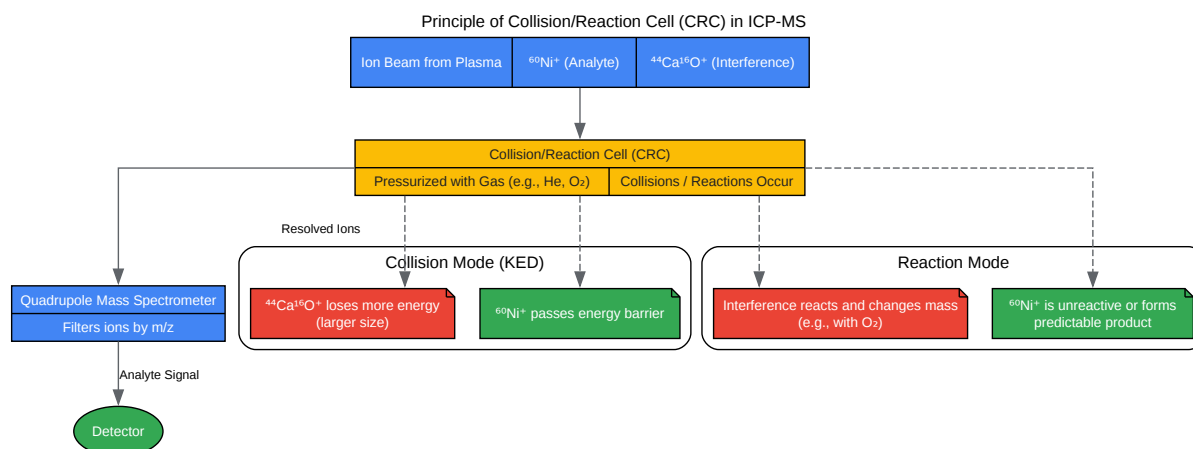 Principle of Collision/Reaction Cell (CRC) in ICP-MS
Ion Beam from Plasma
⁶⁰Ni⁺ (Analyte)
⁴⁴Ca¹⁶O⁺ (Interference)
Collision/Reaction Cell (CRC)
Pressurized with Gas (e.g., He, O₂)
Collisions / Reactions Occur
Resolved Ions
Collision Mode (KED)
⁴⁴Ca¹⁶O⁺ loses more energy
(larger size)
⁶⁰Ni⁺ passes energy barrier
Reaction Mode
Interference reacts and changes mass
(e.g., with O₂)
⁶⁰Ni⁺ is unreactive or forms
predictable product
Quadrupole Mass Spectrometer
Filters ions by m/z
Analyte Signal
Detector